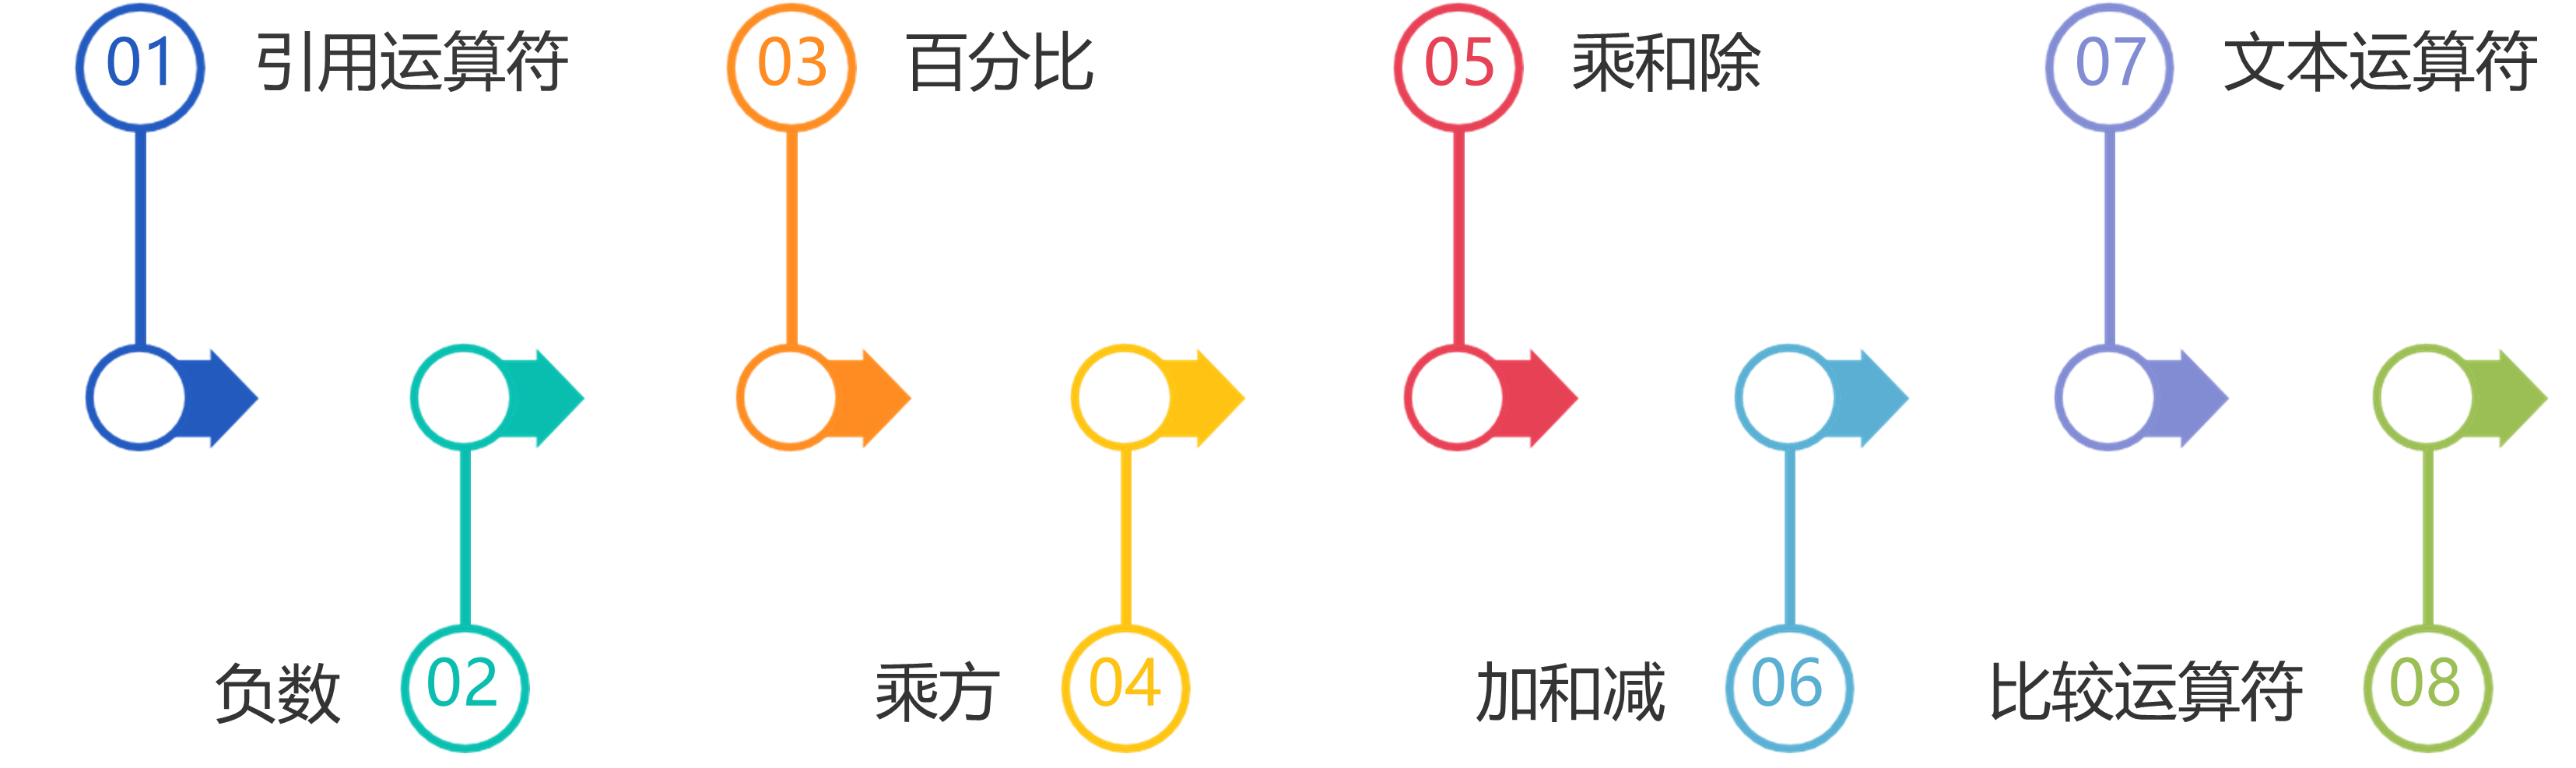 01 引用运算符
负数 02
03 百分比
乘方 04
05 乘和除
加和减 06
07 文本运算符
比较运算符 08